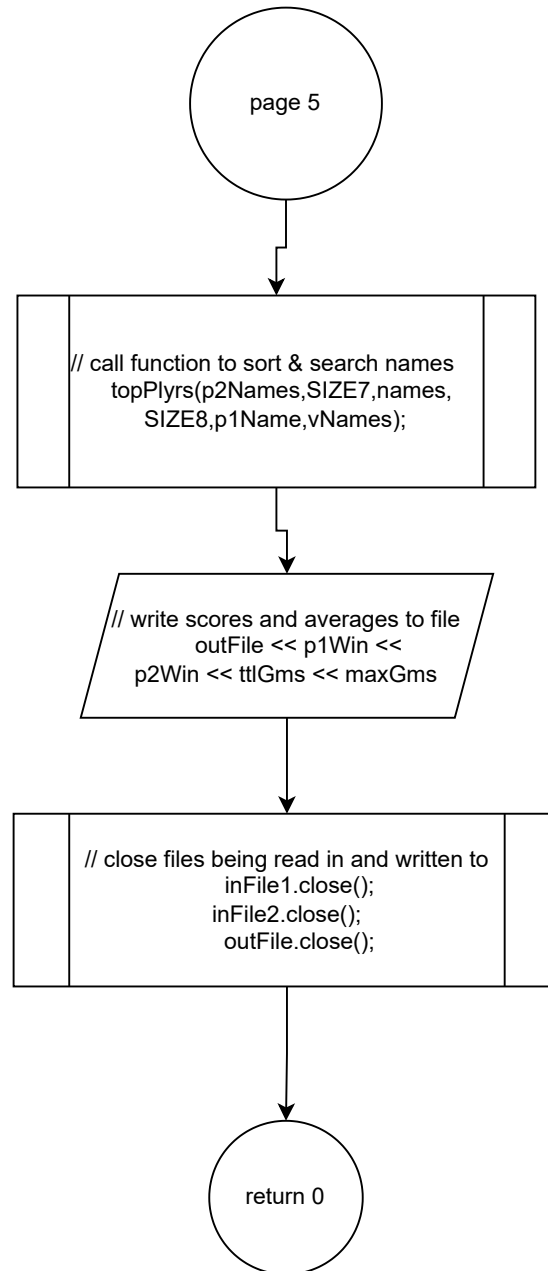 page 5
// call function to sort & search names
topPlyrs(p2Names,SIZE7,names,
SIZE8,p1Name,vNames);
// write scores and averages to file
outFile << p1Win <<
p2Win << ttlGms << maxGms
// close files being read in and written to
inFile1.close();
inFile2.close();
outFile.close();
return 0